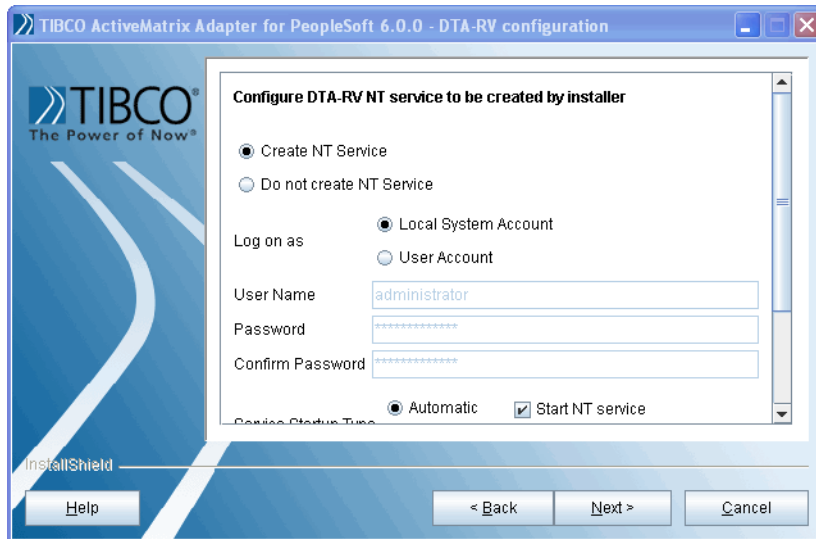 TIBCO ActiveMatrix Adapter for PeopleSoft 6.0.0 - DTA-RV configuration
TIBCO®
The Power of Now®
Configure DTA-RV NT service to be created by installer
Create NT Service
Do not create NT Service
Log on as
Local System Account
User Account
User Name administrator
Password *************
Confirm Password *************
Service Startup Type Automatic Start NT service
InstallShield
Help < Back Next > Cancel